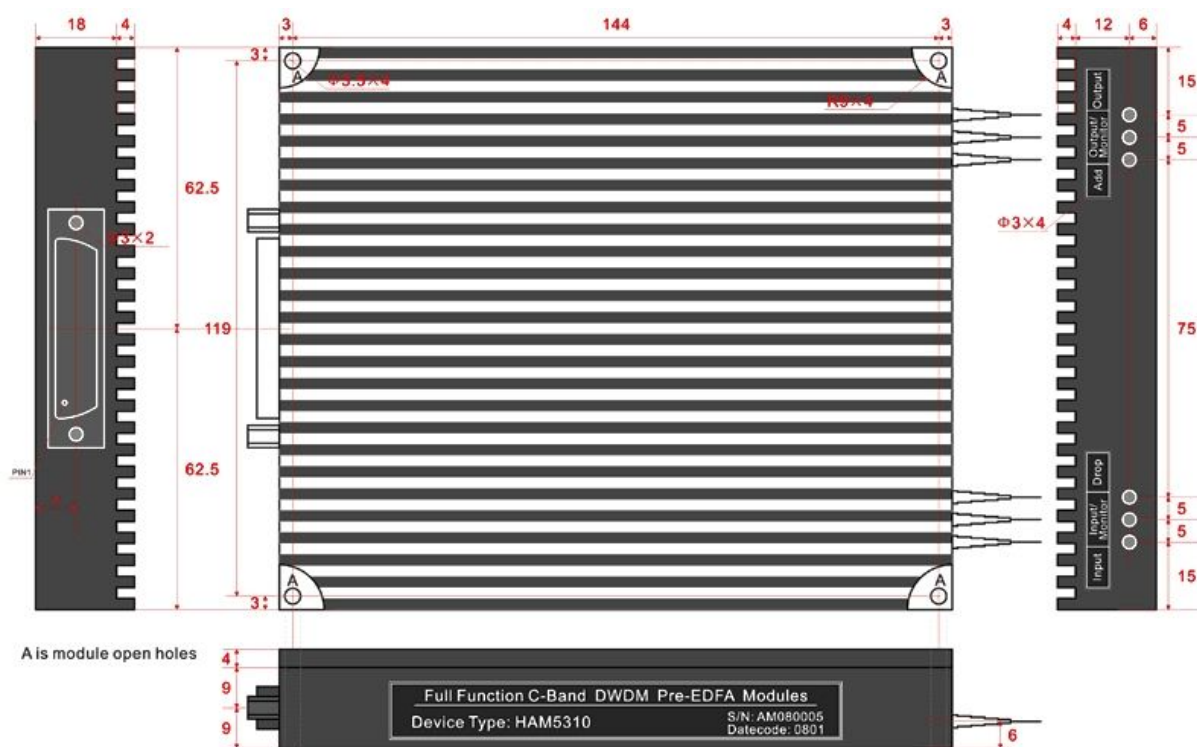 18 4 3 144 3 4 12 6
3
A
Φ3.5×4
A
R9×4
15
5
5
Output
Output/
Monitor
Add
62.5
Φ3×2
Φ3×4
119
75
62.5
PIN1
Drop
Input/
Monitor
Input
5
5
15
A
A
3
A is module open holes
4
9
9
Full Function C-Band DWDM Pre-EDFA Modules
Device Type: HAM5310
S/N: AM080005
Datecode: 0801
6